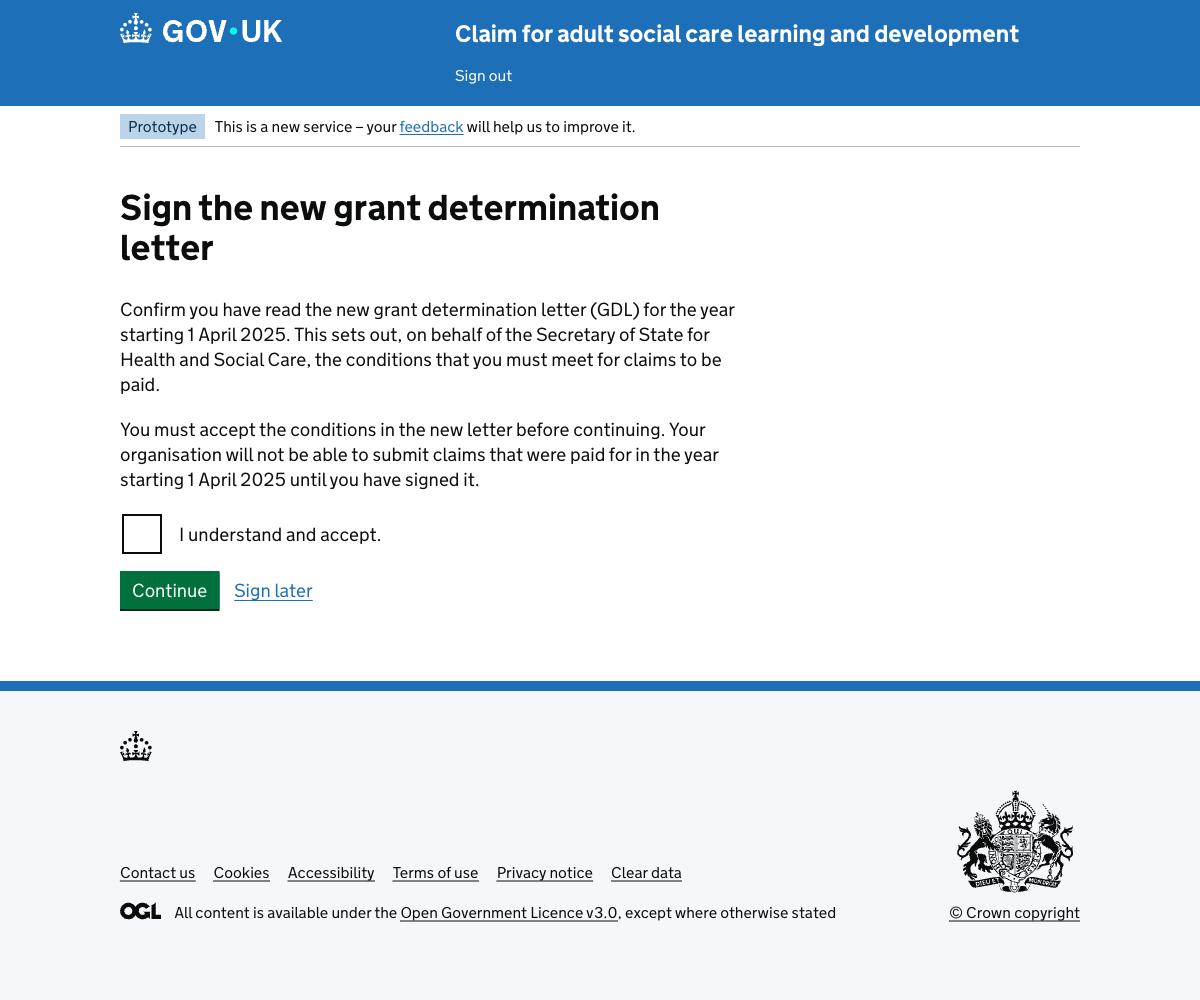 GOV·UK
Claim for adult social care learning and development
Sign out
Prototype This is a new service – your feedback will help us to improve it.
Sign the new grant determination
letter
Confirm you have read the new grant determination letter (GDL) for the year
starting 1 April 2025. This sets out, on behalf of the Secretary of State for
Health and Social Care, the conditions that you must meet for claims to be
paid.
You must accept the conditions in the new letter before continuing. Your
organisation will not be able to submit claims that were paid for in the year
starting 1 April 2025 until you have signed it.
I understand and accept.
Continue Sign later
Contact us Cookies Accessibility Terms of use Privacy notice Clear data
OGL All content is available under the Open Government Licence v3.0, except where otherwise stated
© Crown copyright